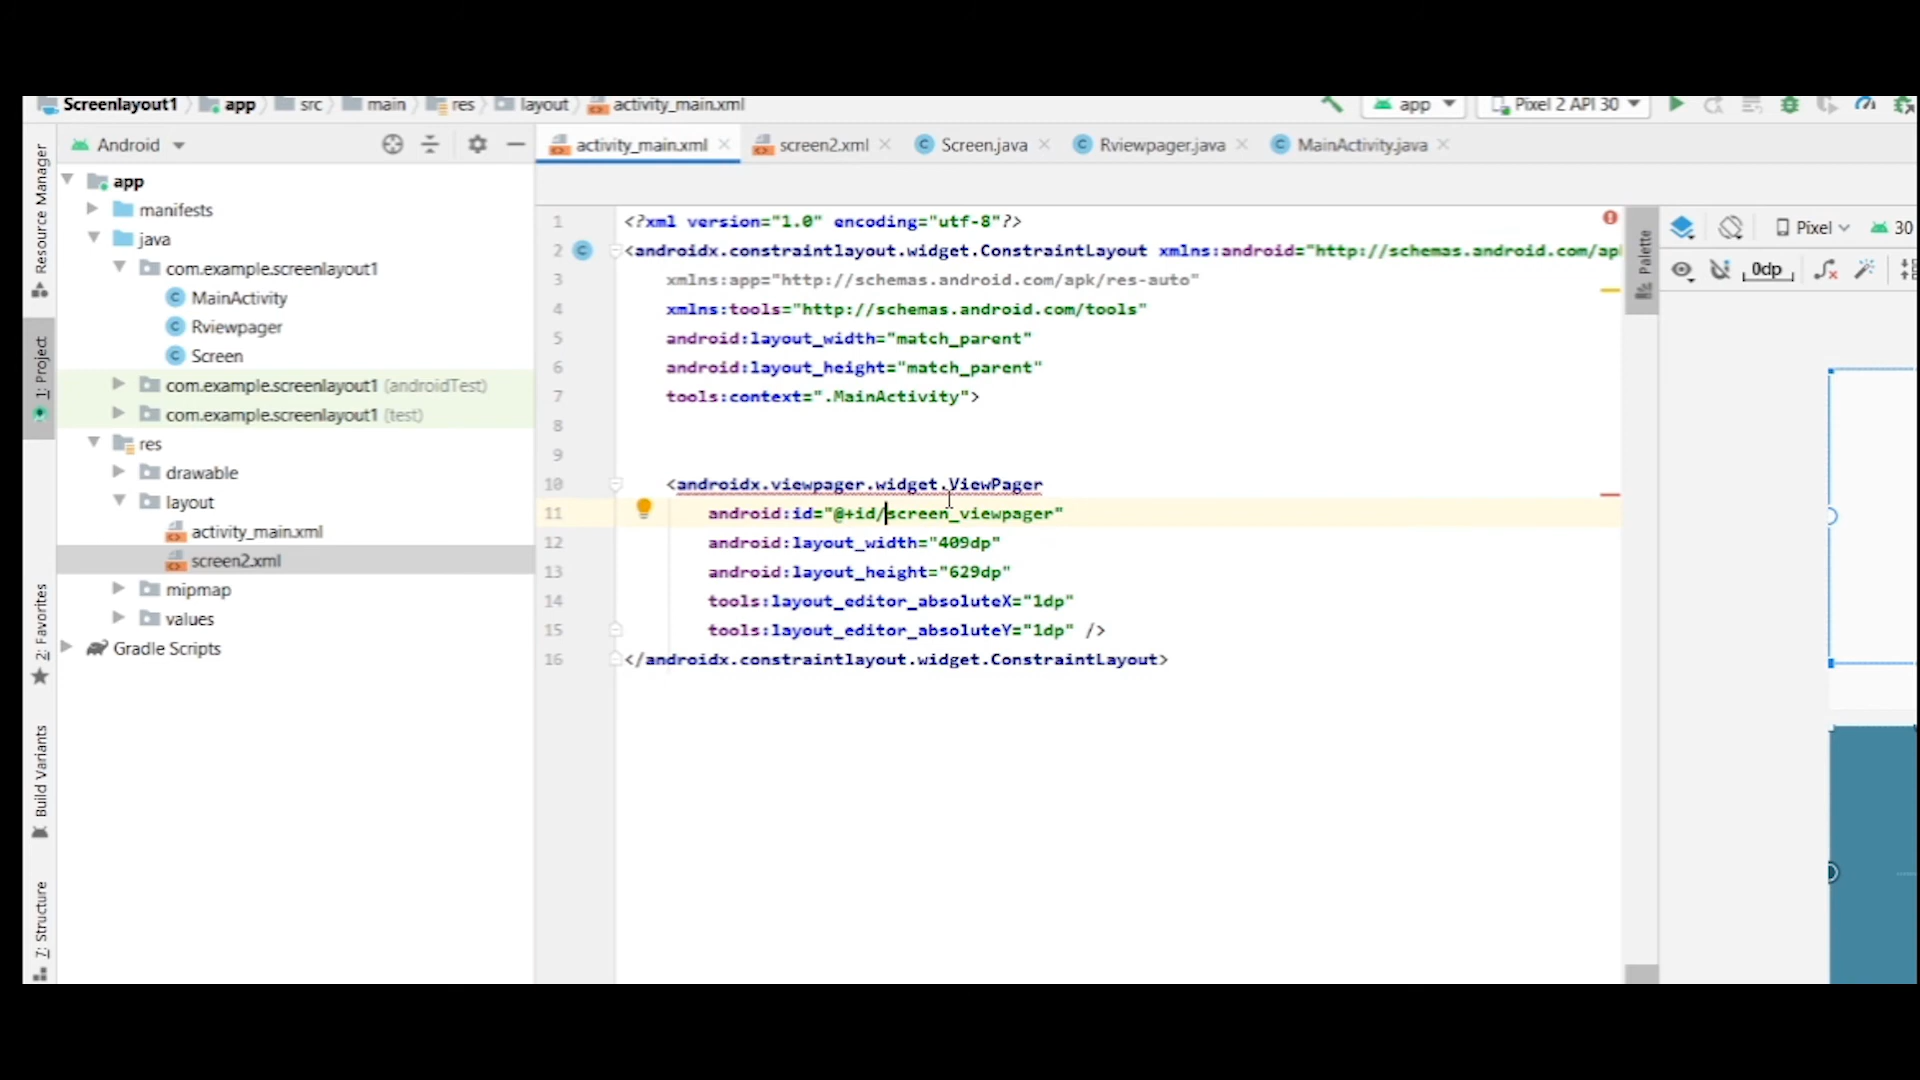 Screenlayout1 app src main res layout activity_main.xml app Pixel 2 API 30
Android
activity_main.xml screen2.xml Screen.java Rviewpager.java MainActivity.java
Resource Manager
1: Project
2: Favorites
Build Variants
7: Structure
app
manifests
java
com.example.screenlayout1
MainActivity
Rviewpager
Screen
com.example.screenlayout1 (androidTest)
com.example.screenlayout1 (test)
res
drawable
layout
activity_main.xml
screen2.xml
mipmap
values
Gradle Scripts
1 <?xml version="1.0" encoding="utf-8"?>
2 <androidx.constraintlayout.widget.ConstraintLayout xmlns:android="http://schemas.android.com/ap
3 xmlns:app="http://schemas.android.com/apk/res-auto"
4 xmlns:tools="http://schemas.android.com/tools"
5 android:layout_width="match_parent"
6 android:layout_height="match_parent"
7 tools:context=".MainActivity">
8
9
10 <androidx.viewpager.widget.ViewPager
11 android:id="@+id/screen_viewpager"
12 android:layout_width="409dp"
13 android:layout_height="629dp"
14 tools:layout_editor_absoluteX="1dp"
15 tools:layout_editor_absoluteY="1dp" />
16 </androidx.constraintlayout.widget.ConstraintLayout>
Palette
Pixel 30
0dp